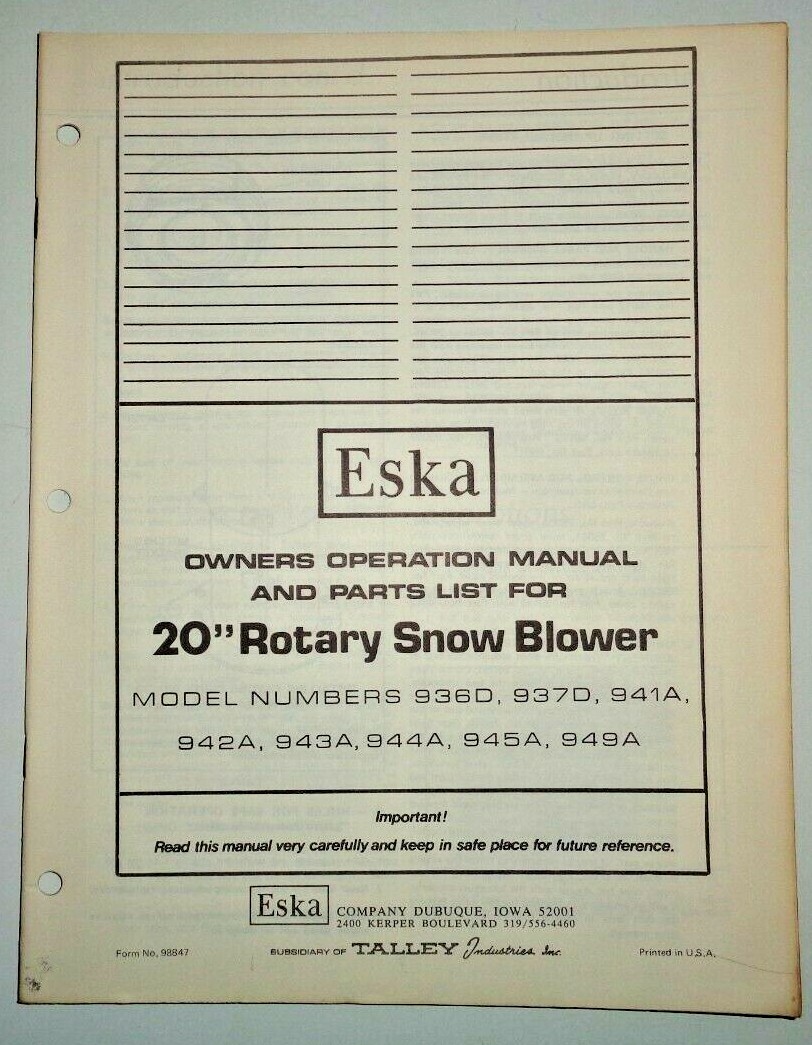 Eska
OWNERS OPERATION MANUAL
AND PARTS LIST FOR
20" Rotary Snow Blower
MODEL NUMBERS 936D, 937D, 941A,
942A, 943A, 944A, 945A, 949A
Important!
Read this manual very carefully and keep in safe place for future reference.
Eska COMPANY DUBUQUE, IOWA 52001
2400 KERPER BOULEVARD 319/556-4460
Form No. 98847 SUBSIDIARY OF TALLEY Industries Inc. Printed in U.S.A.